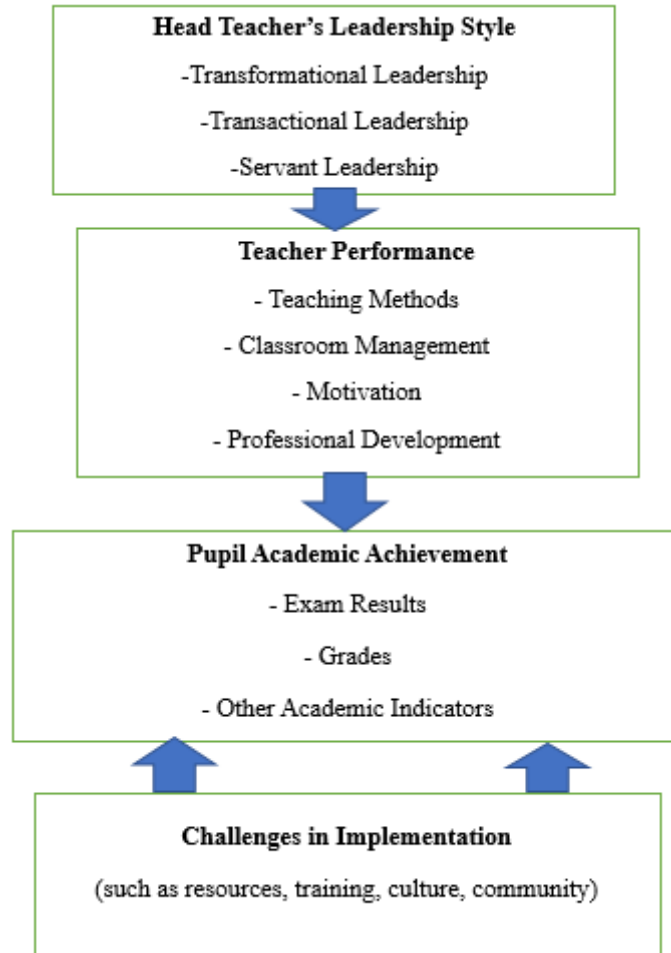 Head Teacher’s Leadership Style
-Transformational Leadership
-Transactional Leadership
-Servant Leadership
Teacher Performance
- Teaching Methods
- Classroom Management
- Motivation
- Professional Development
Pupil Academic Achievement
- Exam Results
- Grades
- Other Academic Indicators
Challenges in Implementation
(such as resources, training, culture, community)